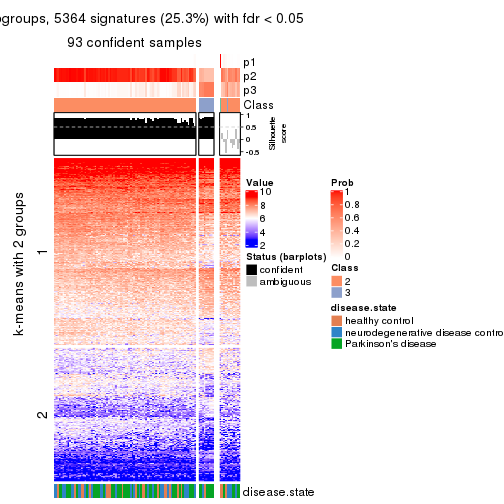 ogroups, 5364 signatures (25.3%) with fdr < 0.05
93 confident samples
p1
p2
p3
Class
1
0.5
0
-0.5
Silhouette
score
k-means with 2 groups
1
2
Value
10
8
6
4
2
Status (barplots)
confident
ambiguous
Prob
1
0.8
0.6
0.4
0.2
0
Class
2
3
disease.state
healthy control
neurodegenerative disease contro
Parkinson's disease
disease.state